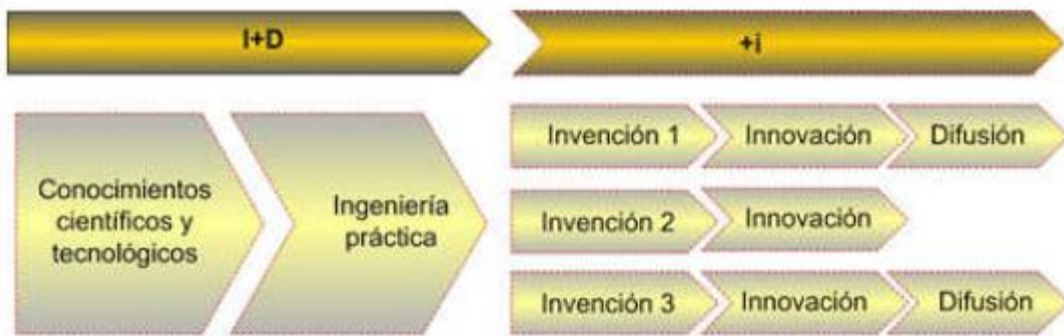 I+D
+i
Conocimientos
científicos y
tecnológicos
Ingeniería
práctica
Invención 1
Innovación
Difusión
Invención 2
Innovación
Invención 3
Innovación
Difusión